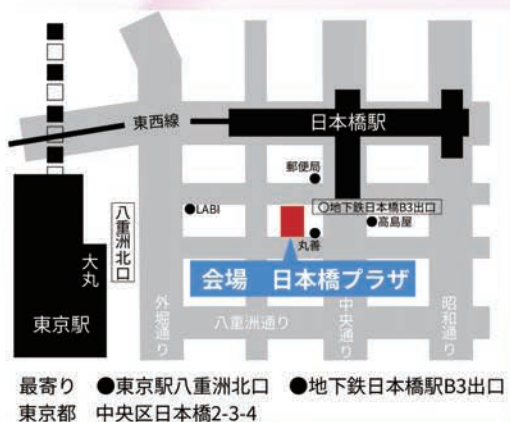 東西線
日本橋駅
郵便局
八重洲北口
●LABI
〇地下鉄日本橋B3出口
●高島屋
大丸
丸善
会場 日本橋プラザ
東京駅
外堀通り
八重洲通り
中央通り
昭和通り
最寄り ●東京駅八重洲北口 ●地下鉄日本橋駅B3出口
東京都 中央区日本橋2-3-4